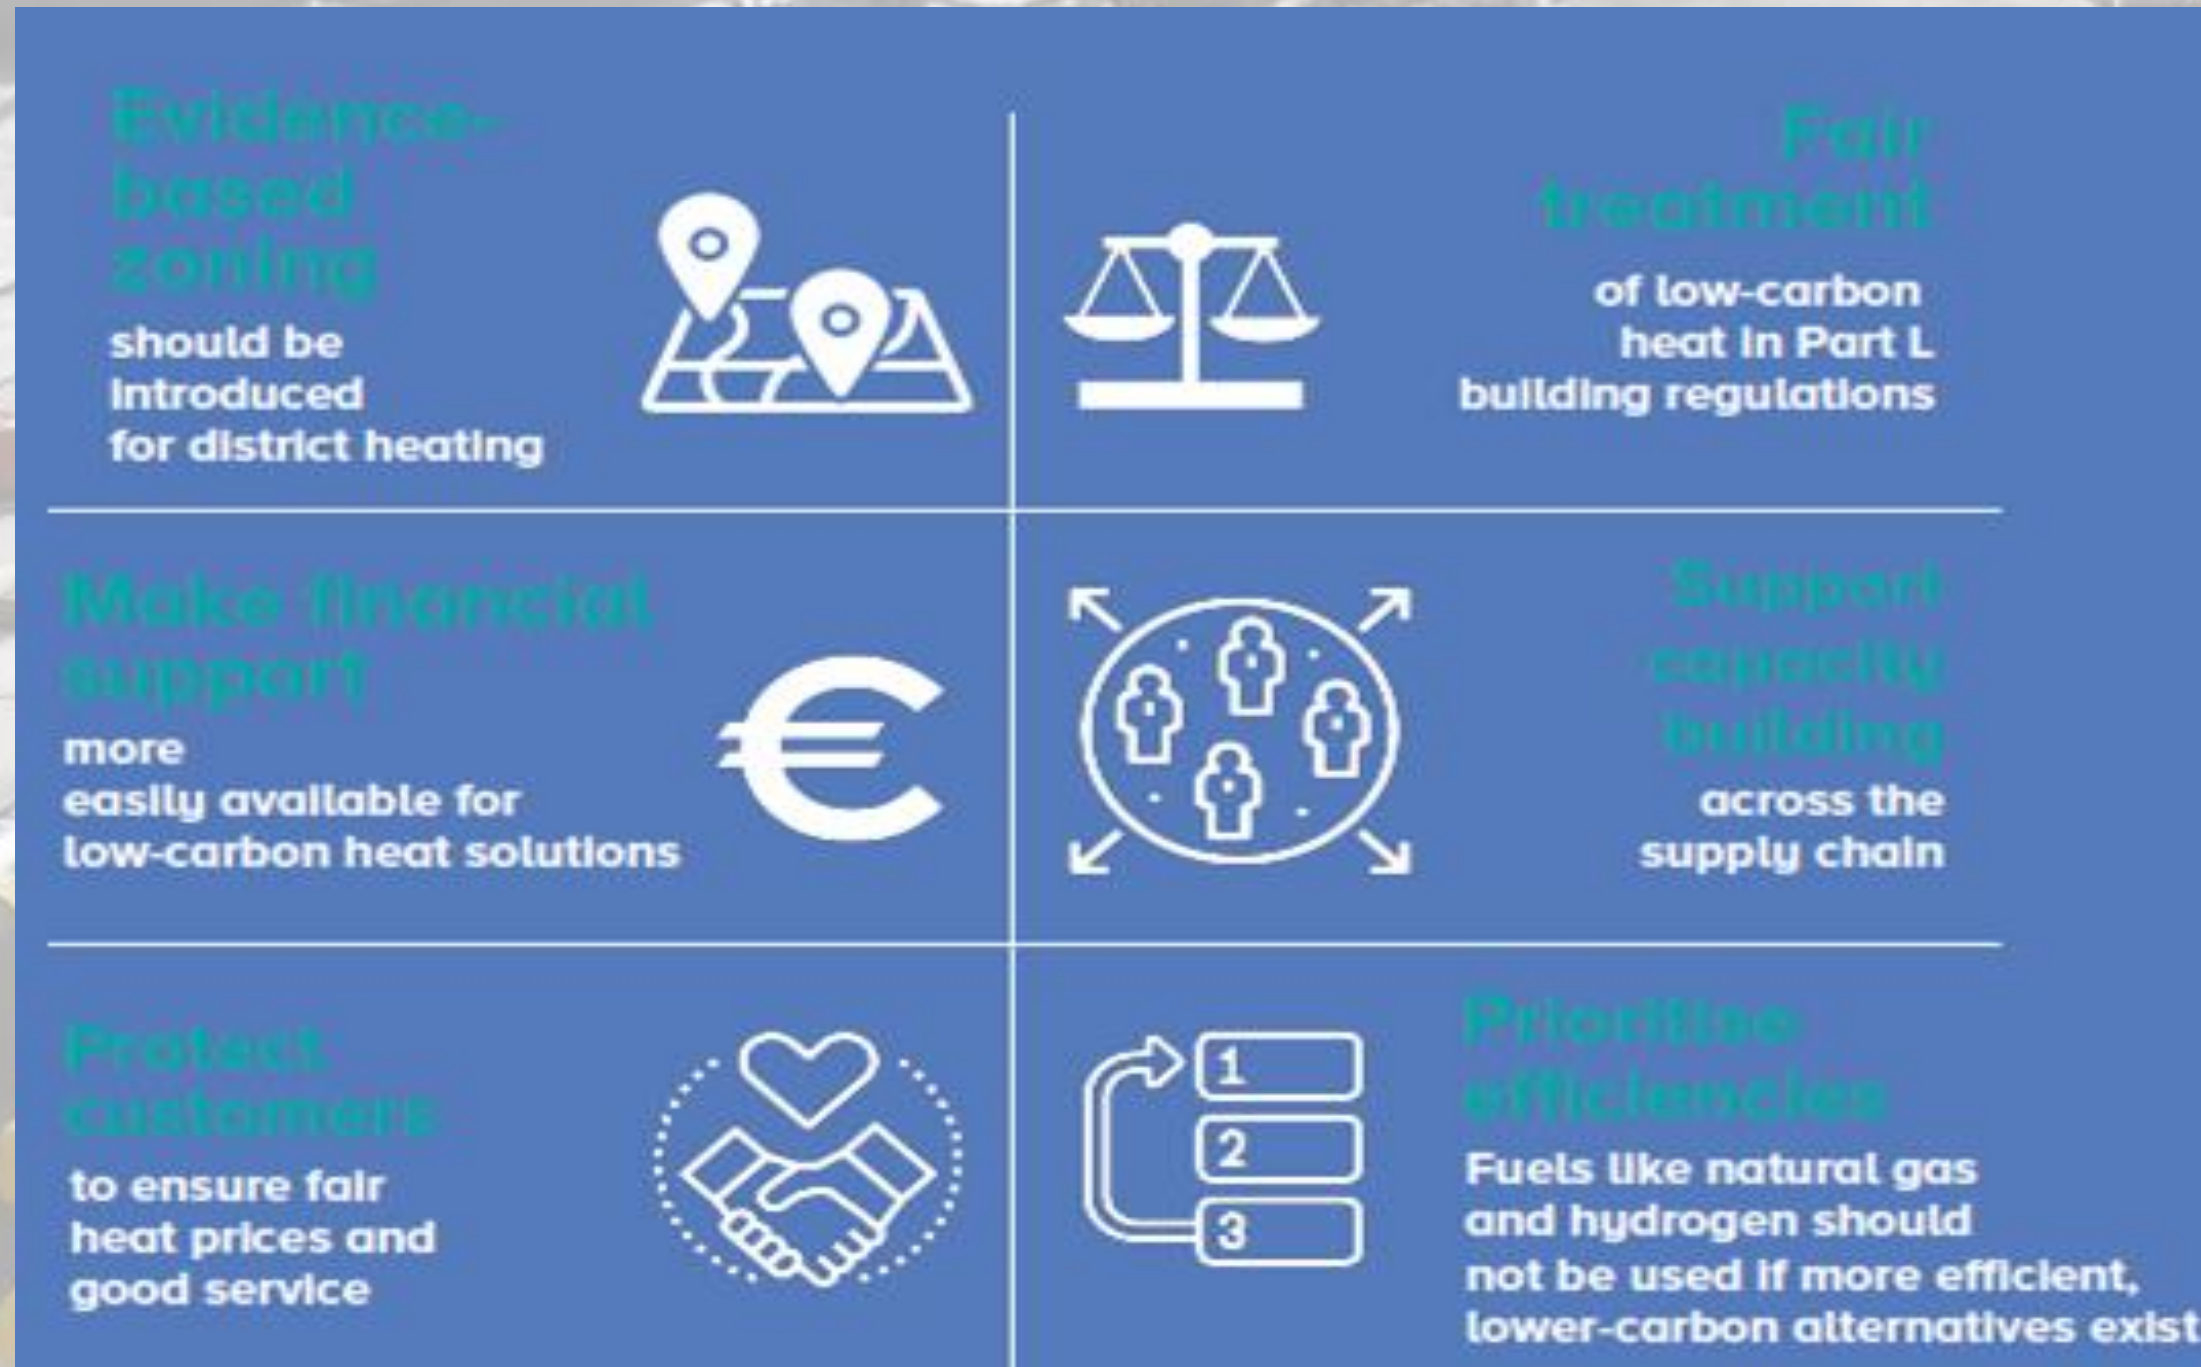 Evidence-
based
zoning
should be
introduced
for district heating
Fair
treatment
of low-carbon
heat in Part L
building regulations
Make financial
support
more
easily available for
low-carbon heat solutions
€
Support
capacity
building
across the
supply chain
Protect
customers
to ensure fair
heat prices and
good service
1
2
3
Prioritise
efficiencies
Fuels like natural gas
and hydrogen should
not be used if more efficient,
lower-carbon alternatives exist